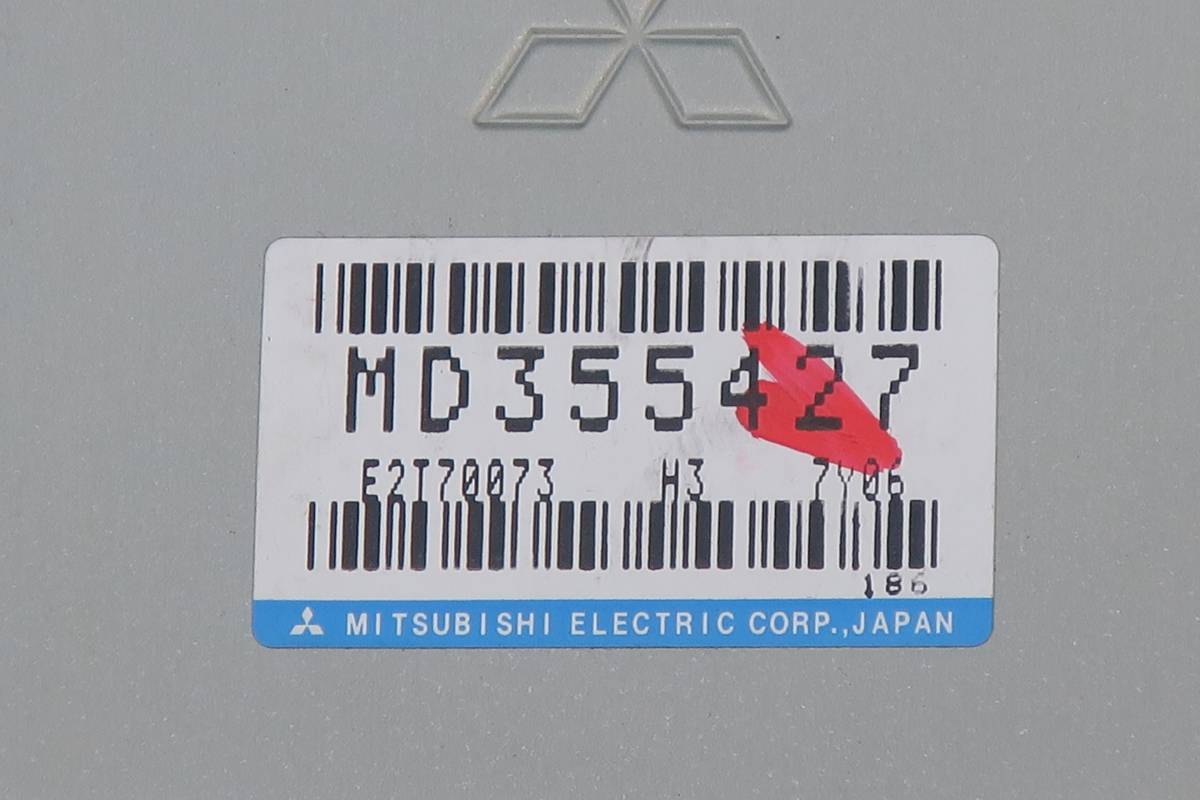 MD355427
E2T70073 H3 7Y06
186
MITSUBISHI ELECTRIC CORP.,JAPAN